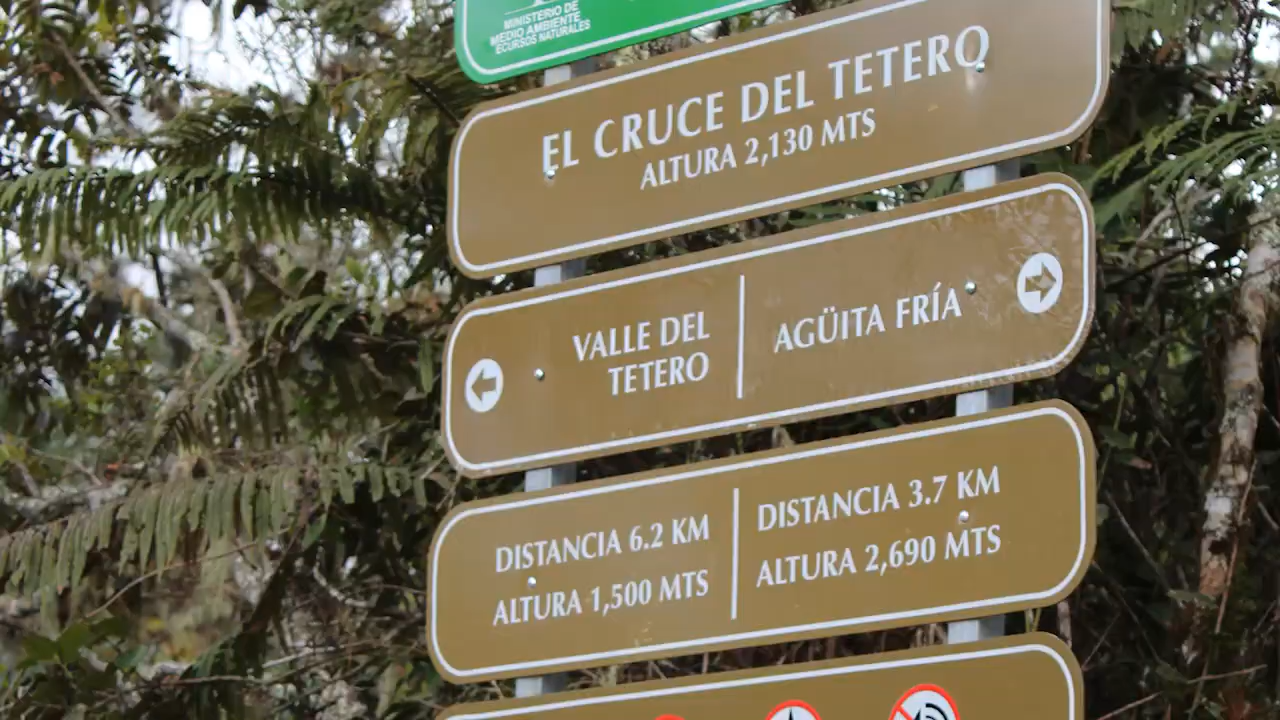 MINISTERIO DE
MEDIO AMBIENTE
ECURSOS NATURALES
EL CRUCE DEL TETERO
ALTURA 2,130 MTS
VALLE DEL
TETERO
AGÜITA FRÍA
DISTANCIA 6.2 KM
ALTURA 1,500 MTS
DISTANCIA 3.7 KM
ALTURA 2,690 MTS